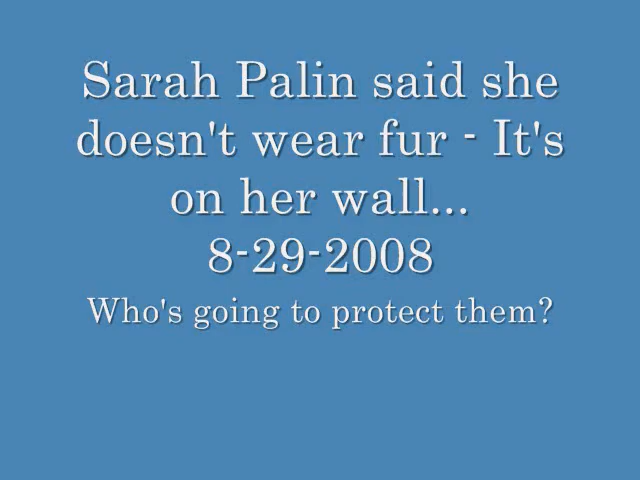 Sarah Palin said she
doesn't wear fur - It's
on her wall...
8-29-2008
Who's going to protect them?